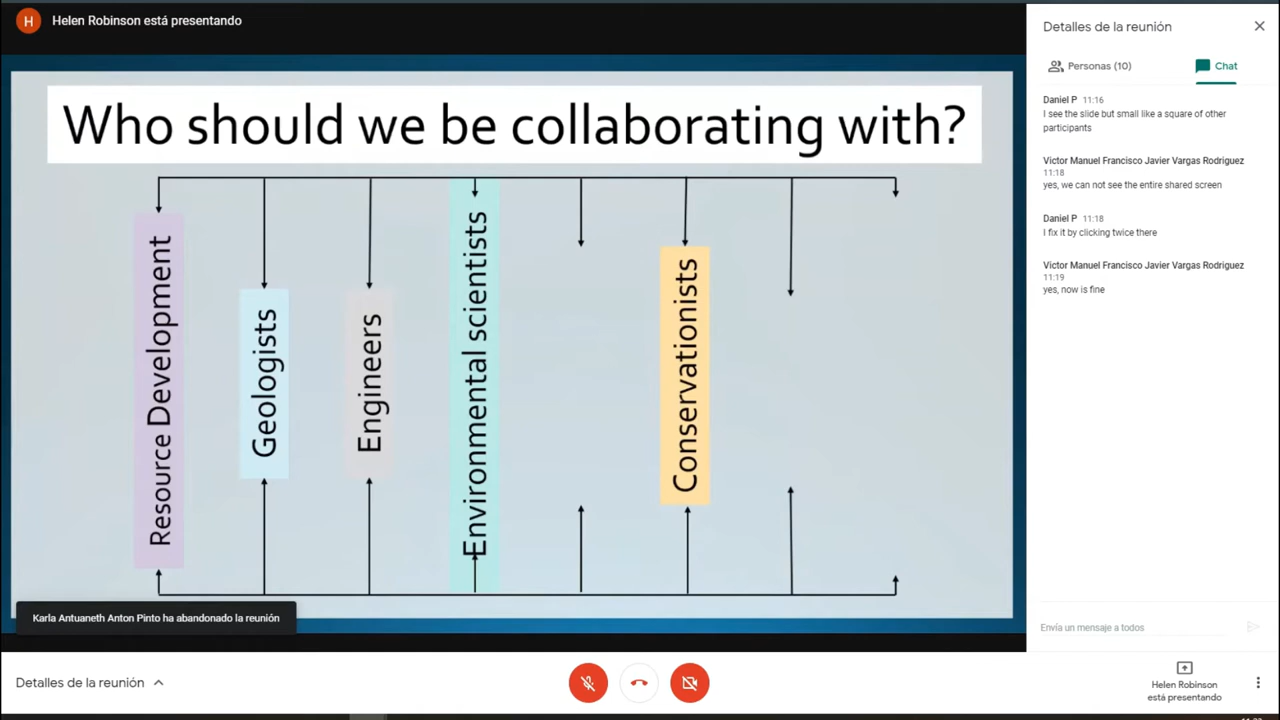 H
Helen Robinson está presentando
Who should we be collaborating with?
Resource Development
Geologists
Engineers
Environmental scientists
Conservationists
Karla Antuaneth Anton Pinto ha abandonado la reunión
Detalles de la reunión
Personas (10)
Chat
Daniel P 11:16
I see the slide but small like a square of other
participants
Victor Manuel Francisco Javier Vargas Rodriguez
11:18
yes, we can not see the entire shared screen
Daniel P 11:18
I fix it by clicking twice there
Victor Manuel Francisco Javier Vargas Rodriguez
11:19
yes, now is fine
Envía un mensaje a todos
Detalles de la reunión
Helen Robinson
está presentando